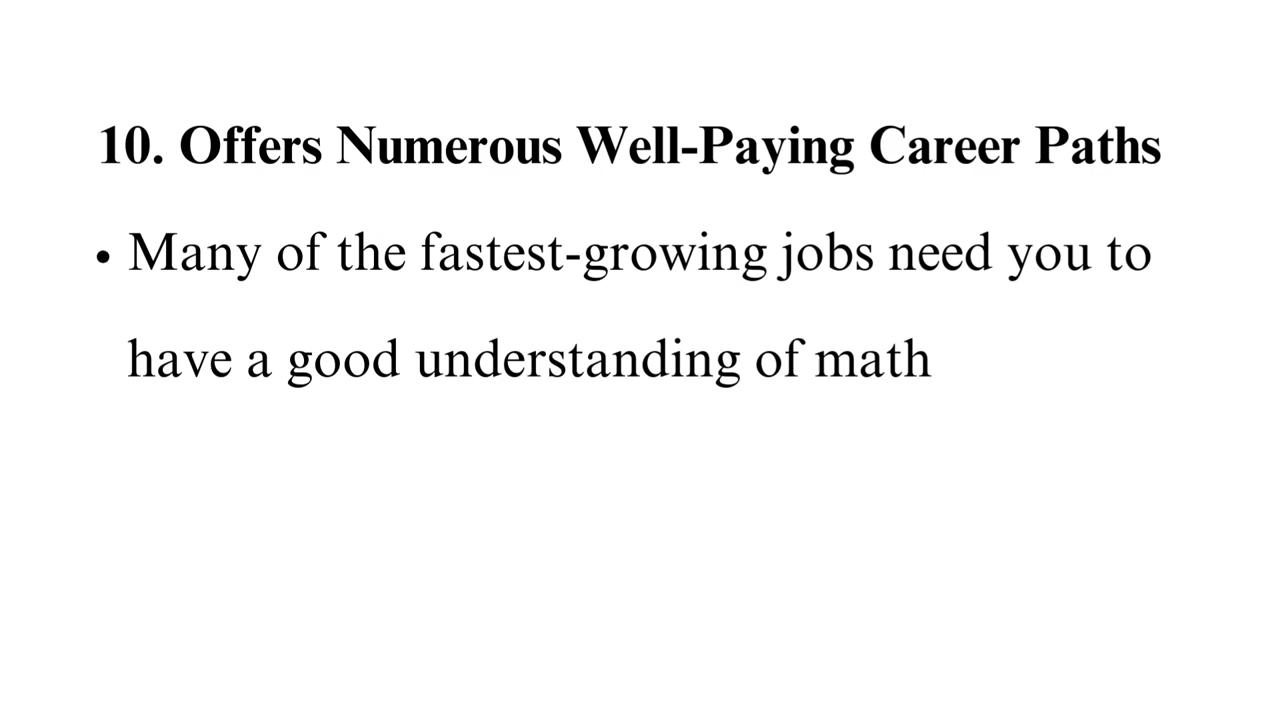 10. Offers Numerous Well-Paying Career Paths
• Many of the fastest-growing jobs need you to
have a good understanding of math